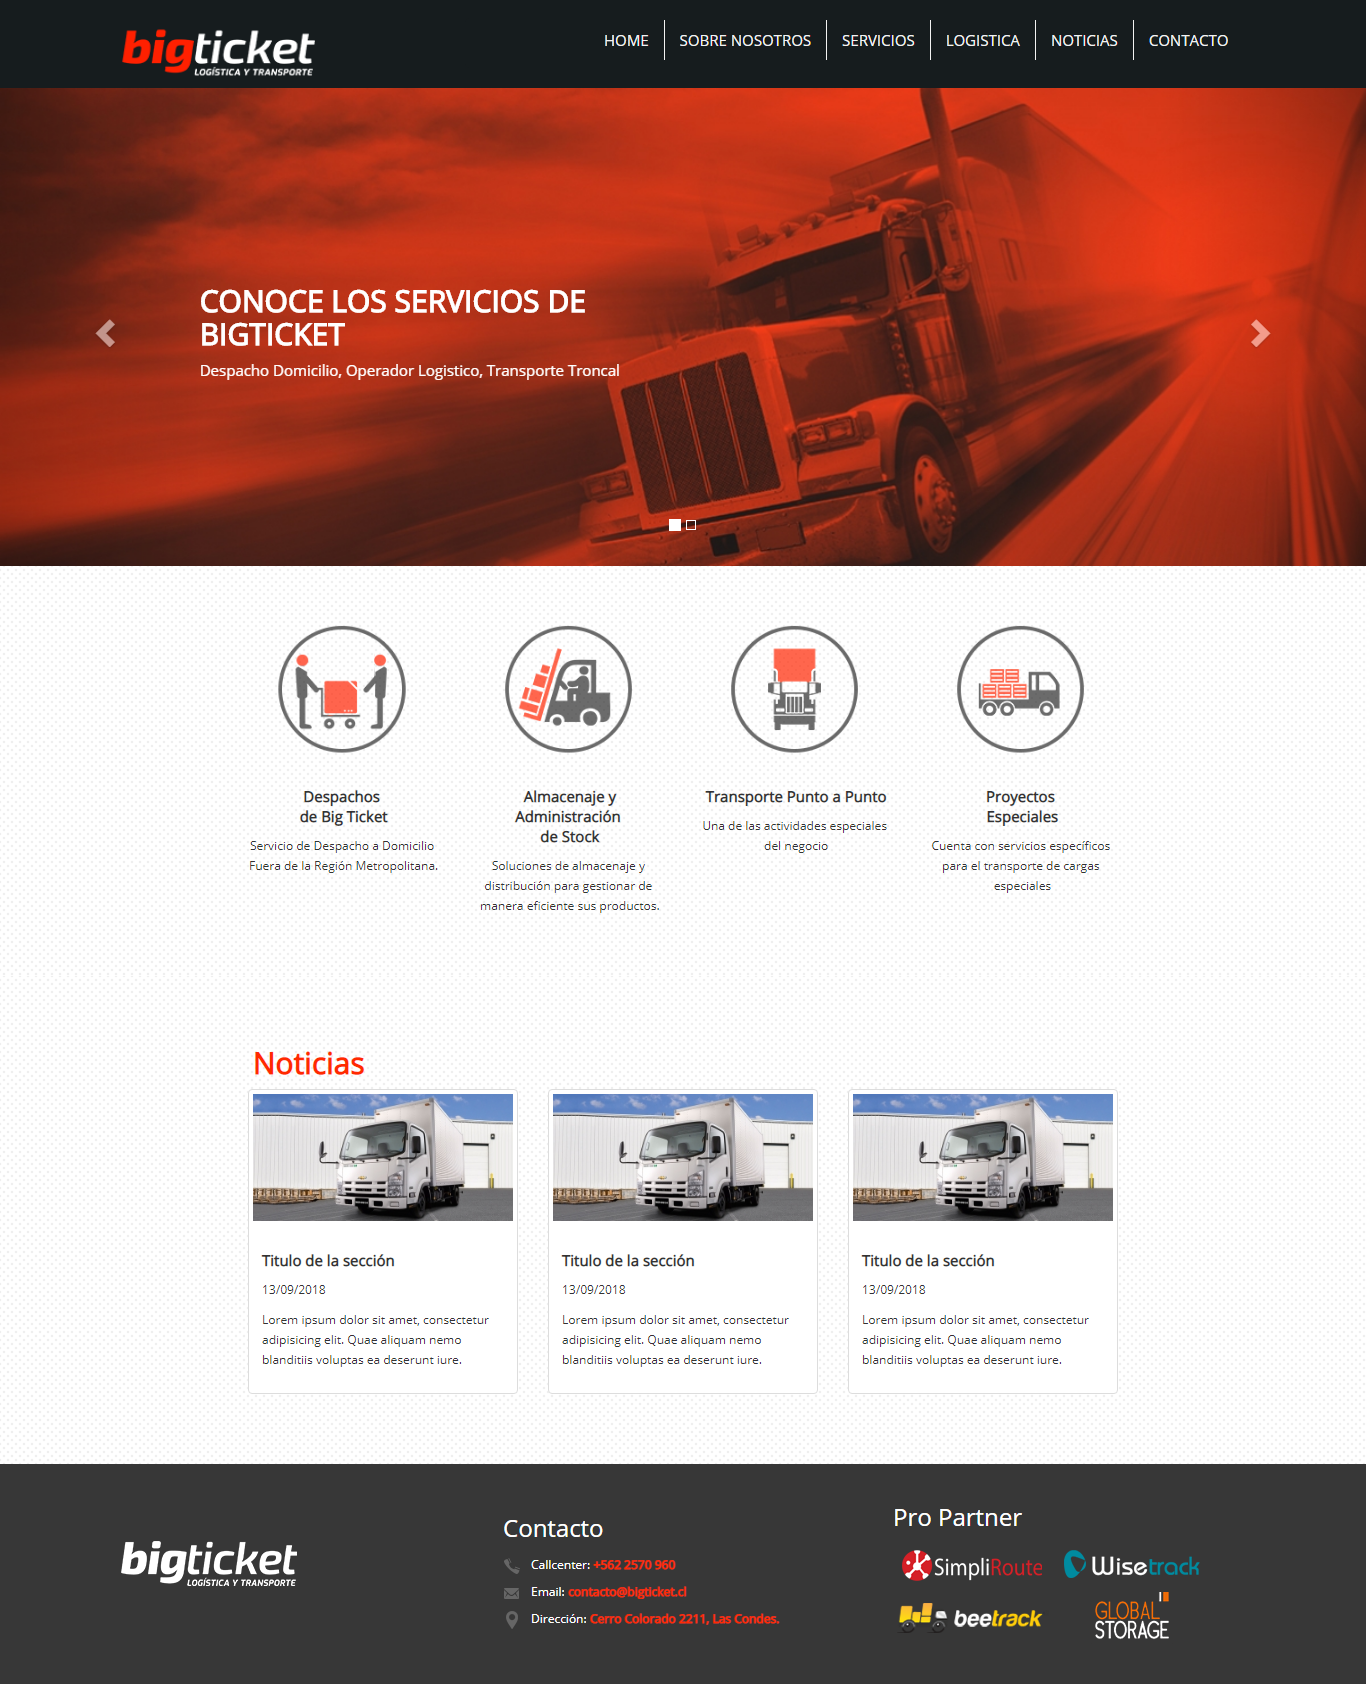 bigticket
LOGÍSTICA Y TRANSPORTE
HOME
SOBRE NOSOTROS
SERVICIOS
LOGISTICA
NOTICIAS
CONTACTO
CONOCE LOS SERVICIOS DE
BIGTICKET
Despacho Domicilio, Operador Logistico, Transporte Troncal
Despachos
de Big Ticket
Servicio de Despacho a Domicilio
Fuera de la Región Metropolitana.
Almacenaje y
Administración
de Stock
Soluciones de almacenaje y
distribución para gestionar de
manera eficiente sus productos.
Transporte Punto a Punto
Una de las actividades especiales
del negocio
Proyectos
Especiales
Cuenta con servicios específicos
para el transporte de cargas
especiales
Noticias
Titulo de la sección
13/09/2018
Lorem ipsum dolor sit amet, consectetur
adipisicing elit. Quae aliquam nemo
blanditiis voluptas ea deserunt iure.
Titulo de la sección
13/09/2018
Lorem ipsum dolor sit amet, consectetur
adipisicing elit. Quae aliquam nemo
blanditiis voluptas ea deserunt iure.
Titulo de la sección
13/09/2018
Lorem ipsum dolor sit amet, consectetur
adipisicing elit. Quae aliquam nemo
blanditiis voluptas ea deserunt iure.
bigticket
LOGÍSTICA Y TRANSPORTE
Contacto
Callcenter: +562 2570 960
Email: contacto@bigticket.cl
Dirección: Cerro Colorado 2211, Las Condes.
Pro Partner
SimpliRoute
Wisetrack
beetrack
GLOBAL
STORAGE